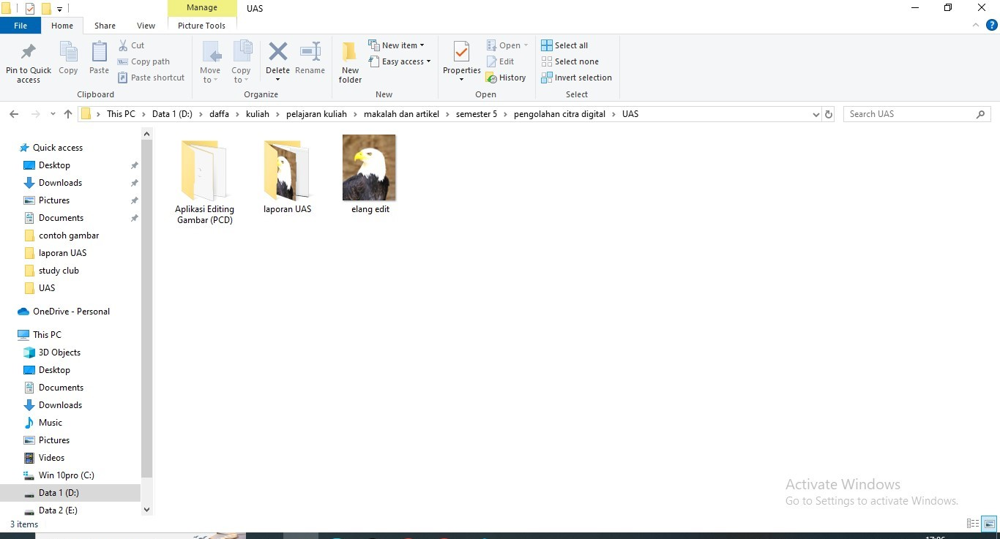 Manage
UAS
File
Home
Share
View
Picture Tools
Pin to Quick access
Copy
Paste
Cut
Copy path
Paste shortcut
Clipboard
Move to
Copy to
Delete
Rename
Organize
New folder
New item
Easy access
New
Properties
Open
Edit
History
Open
Select all
Select none
Invert selection
Select
This PC > Data 1 (D:) > daffa > kuliah > pelajaran kuliah > makalah dan artikel > semester 5 > pengolahan citra digital > UAS
Search UAS
Quick access
Desktop
Downloads
Pictures
Documents
contoh gambar
laporan UAS
study club
UAS
OneDrive - Personal
This PC
3D Objects
Desktop
Documents
Downloads
Music
Pictures
Videos
Win 10pro (C:)
Data 1 (D:)
Data 2 (E:)
Aplikasi Editing
Gambar (PCD)
laporan UAS
elang edit
Activate Windows
Go to Settings to activate Windows.
3 items